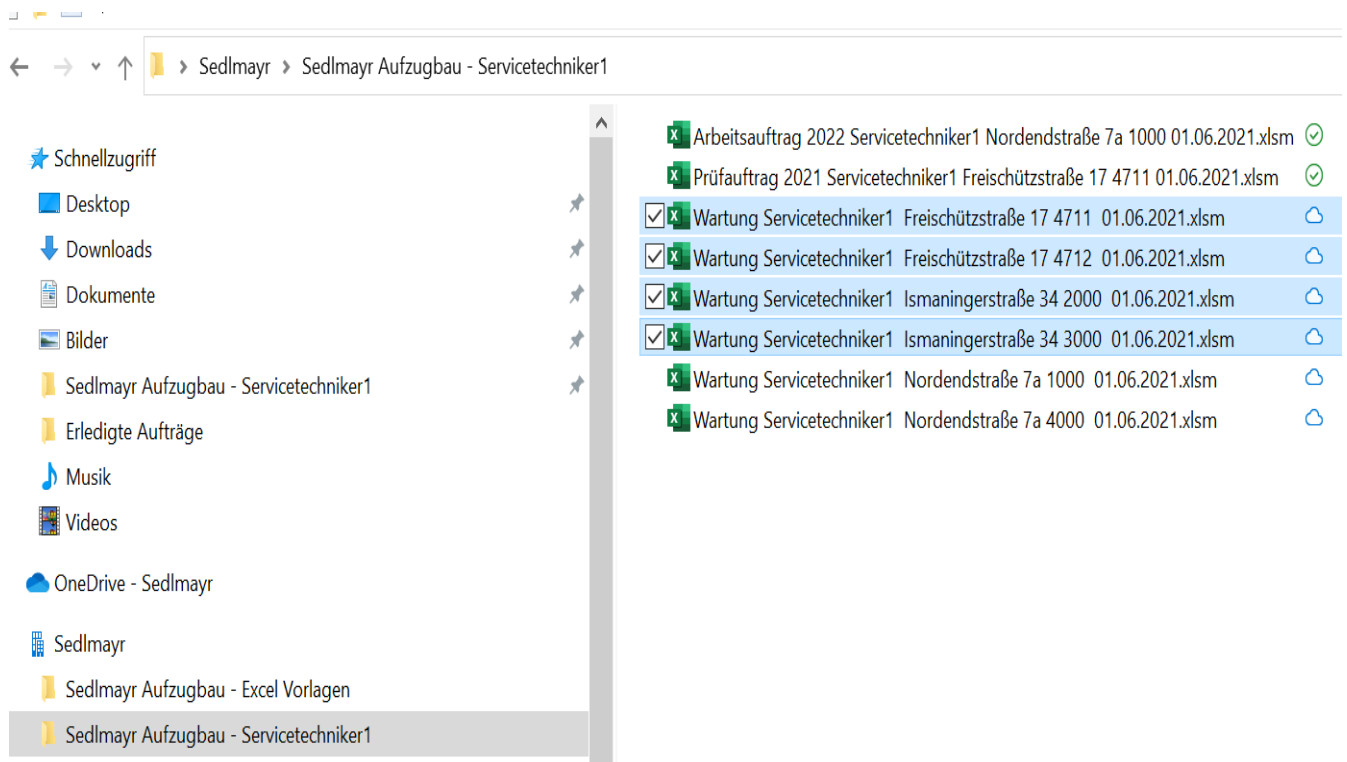 Sedlmayr > Sedlmayr Aufzugbau - Servicetechniker1
Schnellzugriff
Desktop
Downloads
Dokumente
Bilder
Sedlmayr Aufzugbau - Servicetechniker1
Erledigte Aufträge
Musik
Videos
OneDrive - Sedlmayr
Sedlmayr
Sedlmayr Aufzugbau - Excel Vorlagen
Sedlmayr Aufzugbau - Servicetechniker1
Arbeitsauftrag 2022 Servicetechniker1 Nordendstraße 7a 1000 01.06.2021.xlsm
Prüfauftrag 2021 Servicetechniker1 Freischützstraße 17 4711 01.06.2021.xlsm
Wartung Servicetechniker1  Freischützstraße 17 4711  01.06.2021.xlsm
Wartung Servicetechniker1  Freischützstraße 17 4712  01.06.2021.xlsm
Wartung Servicetechniker1  Ismaningerstraße 34 2000  01.06.2021.xlsm
Wartung Servicetechniker1  Ismaningerstraße 34 3000  01.06.2021.xlsm
Wartung Servicetechniker1  Nordendstraße 7a 1000  01.06.2021.xlsm
Wartung Servicetechniker1  Nordendstraße 7a 4000  01.06.2021.xlsm